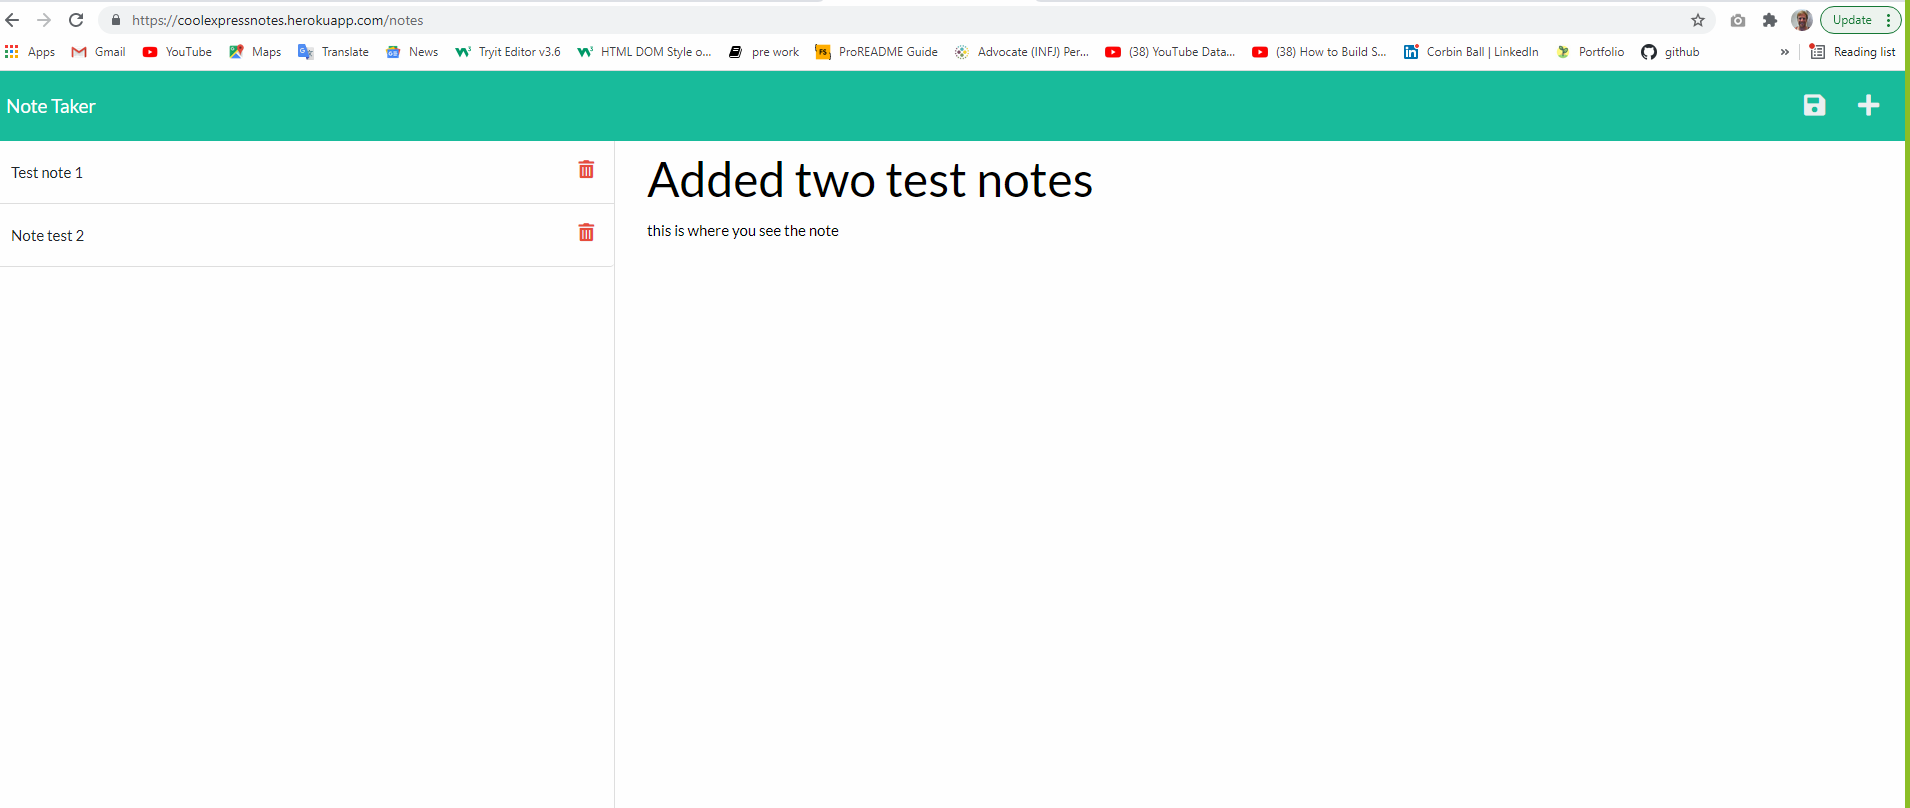 https://coolexpressnotes.herokuapp.com/notes
Update
Apps Gmail YouTube Maps Translate News Tryit Editor v3.6 HTML DOM Style o... pre work ProREADME Guide Advocate (INFJ) Per... (38) YouTube Data... (38) How to Build S... Corbin Ball | LinkedIn Portfolio github » Reading list
Note Taker
Test note 1
Note test 2
Added two test notes
this is where you see the note